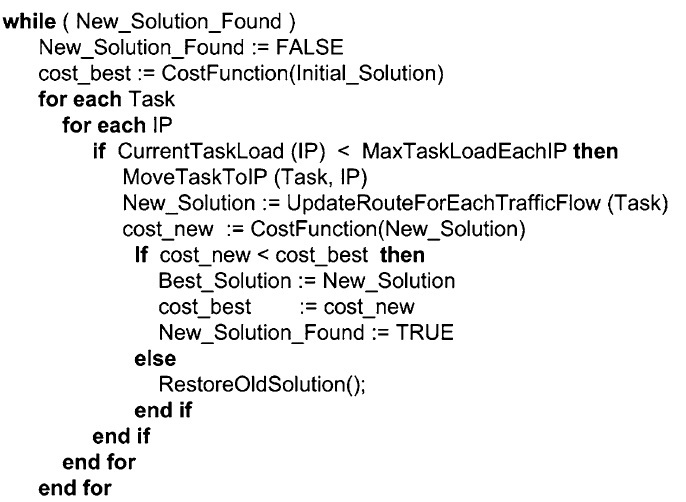 while ( New_Solution_Found )
New_Solution_Found := FALSE
cost_best := CostFunction(Initial_Solution)
for each Task
for each IP
if CurrentTaskLoad (IP) < MaxTaskLoadEachIP then
MoveTaskToIP (Task, IP)
New_Solution := UpdateRouteForEachTrafficFlow (Task)
cost_new := CostFunction(New_Solution)
If cost_new < cost_best then
Best_Solution := New_Solution
cost_best := cost_new
New_Solution_Found := TRUE
else
RestoreOldSolution();
end if
end if
end for
end for